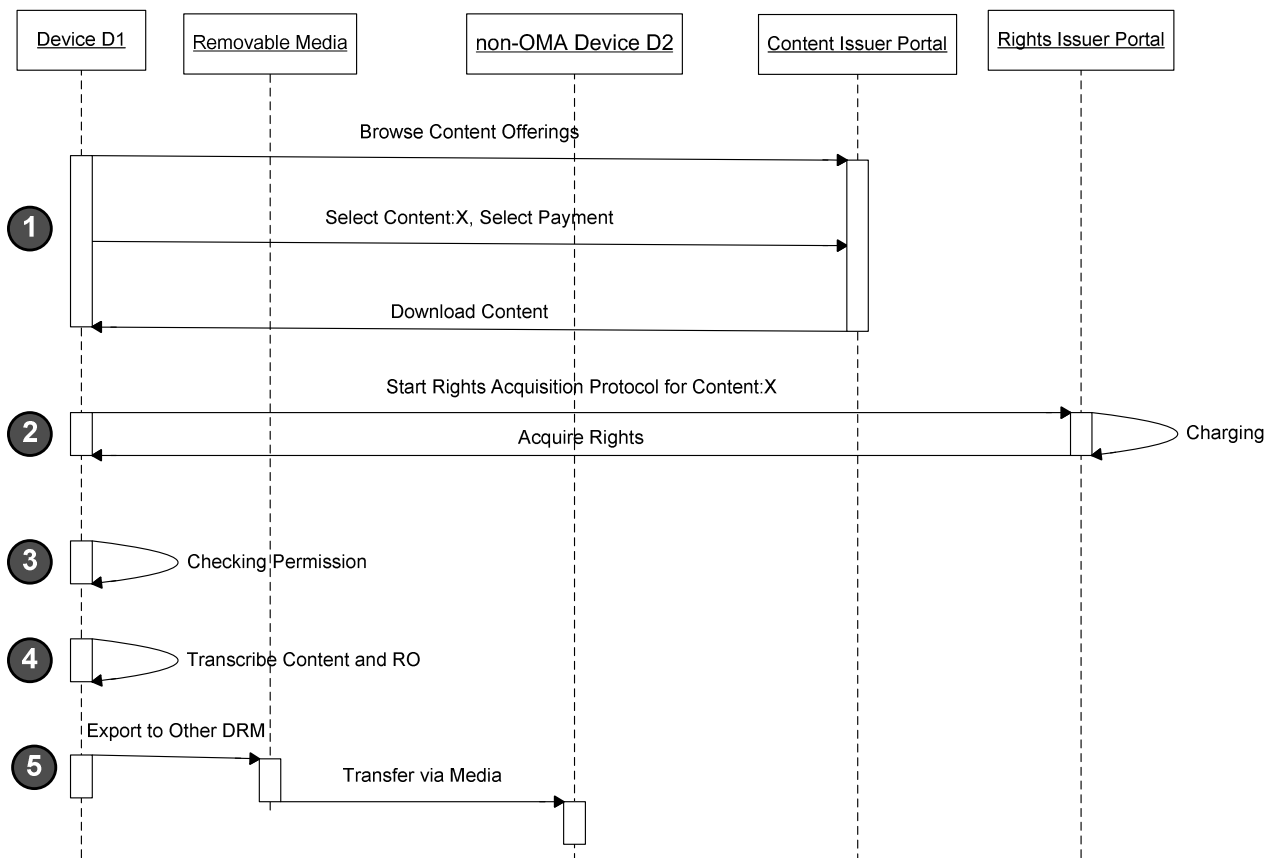 Device D1
Removable Media
non-OMA Device D2
Content Issuer Portal
Rights Issuer Portal
Browse Content Offerings
1
Select Content:X, Select Payment
Download Content
Start Rights Acquisition Protocol for Content:X
2
Acquire Rights
Charging
3
Checking Permission
4
Transcribe Content and RO
Export to Other DRM
5
Transfer via Media